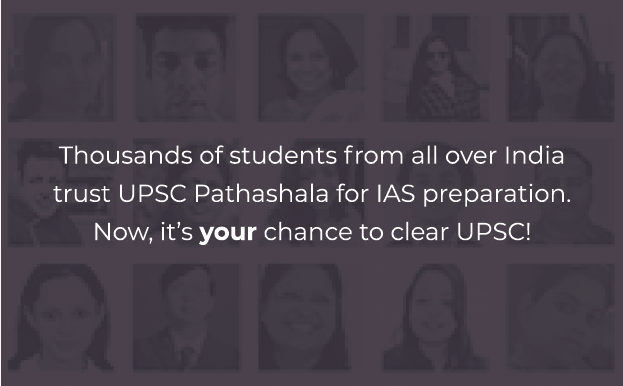 Thousands of students from all over India
trust UPSC Pathashala for IAS preparation.
Now, it's your chance to clear UPSC!